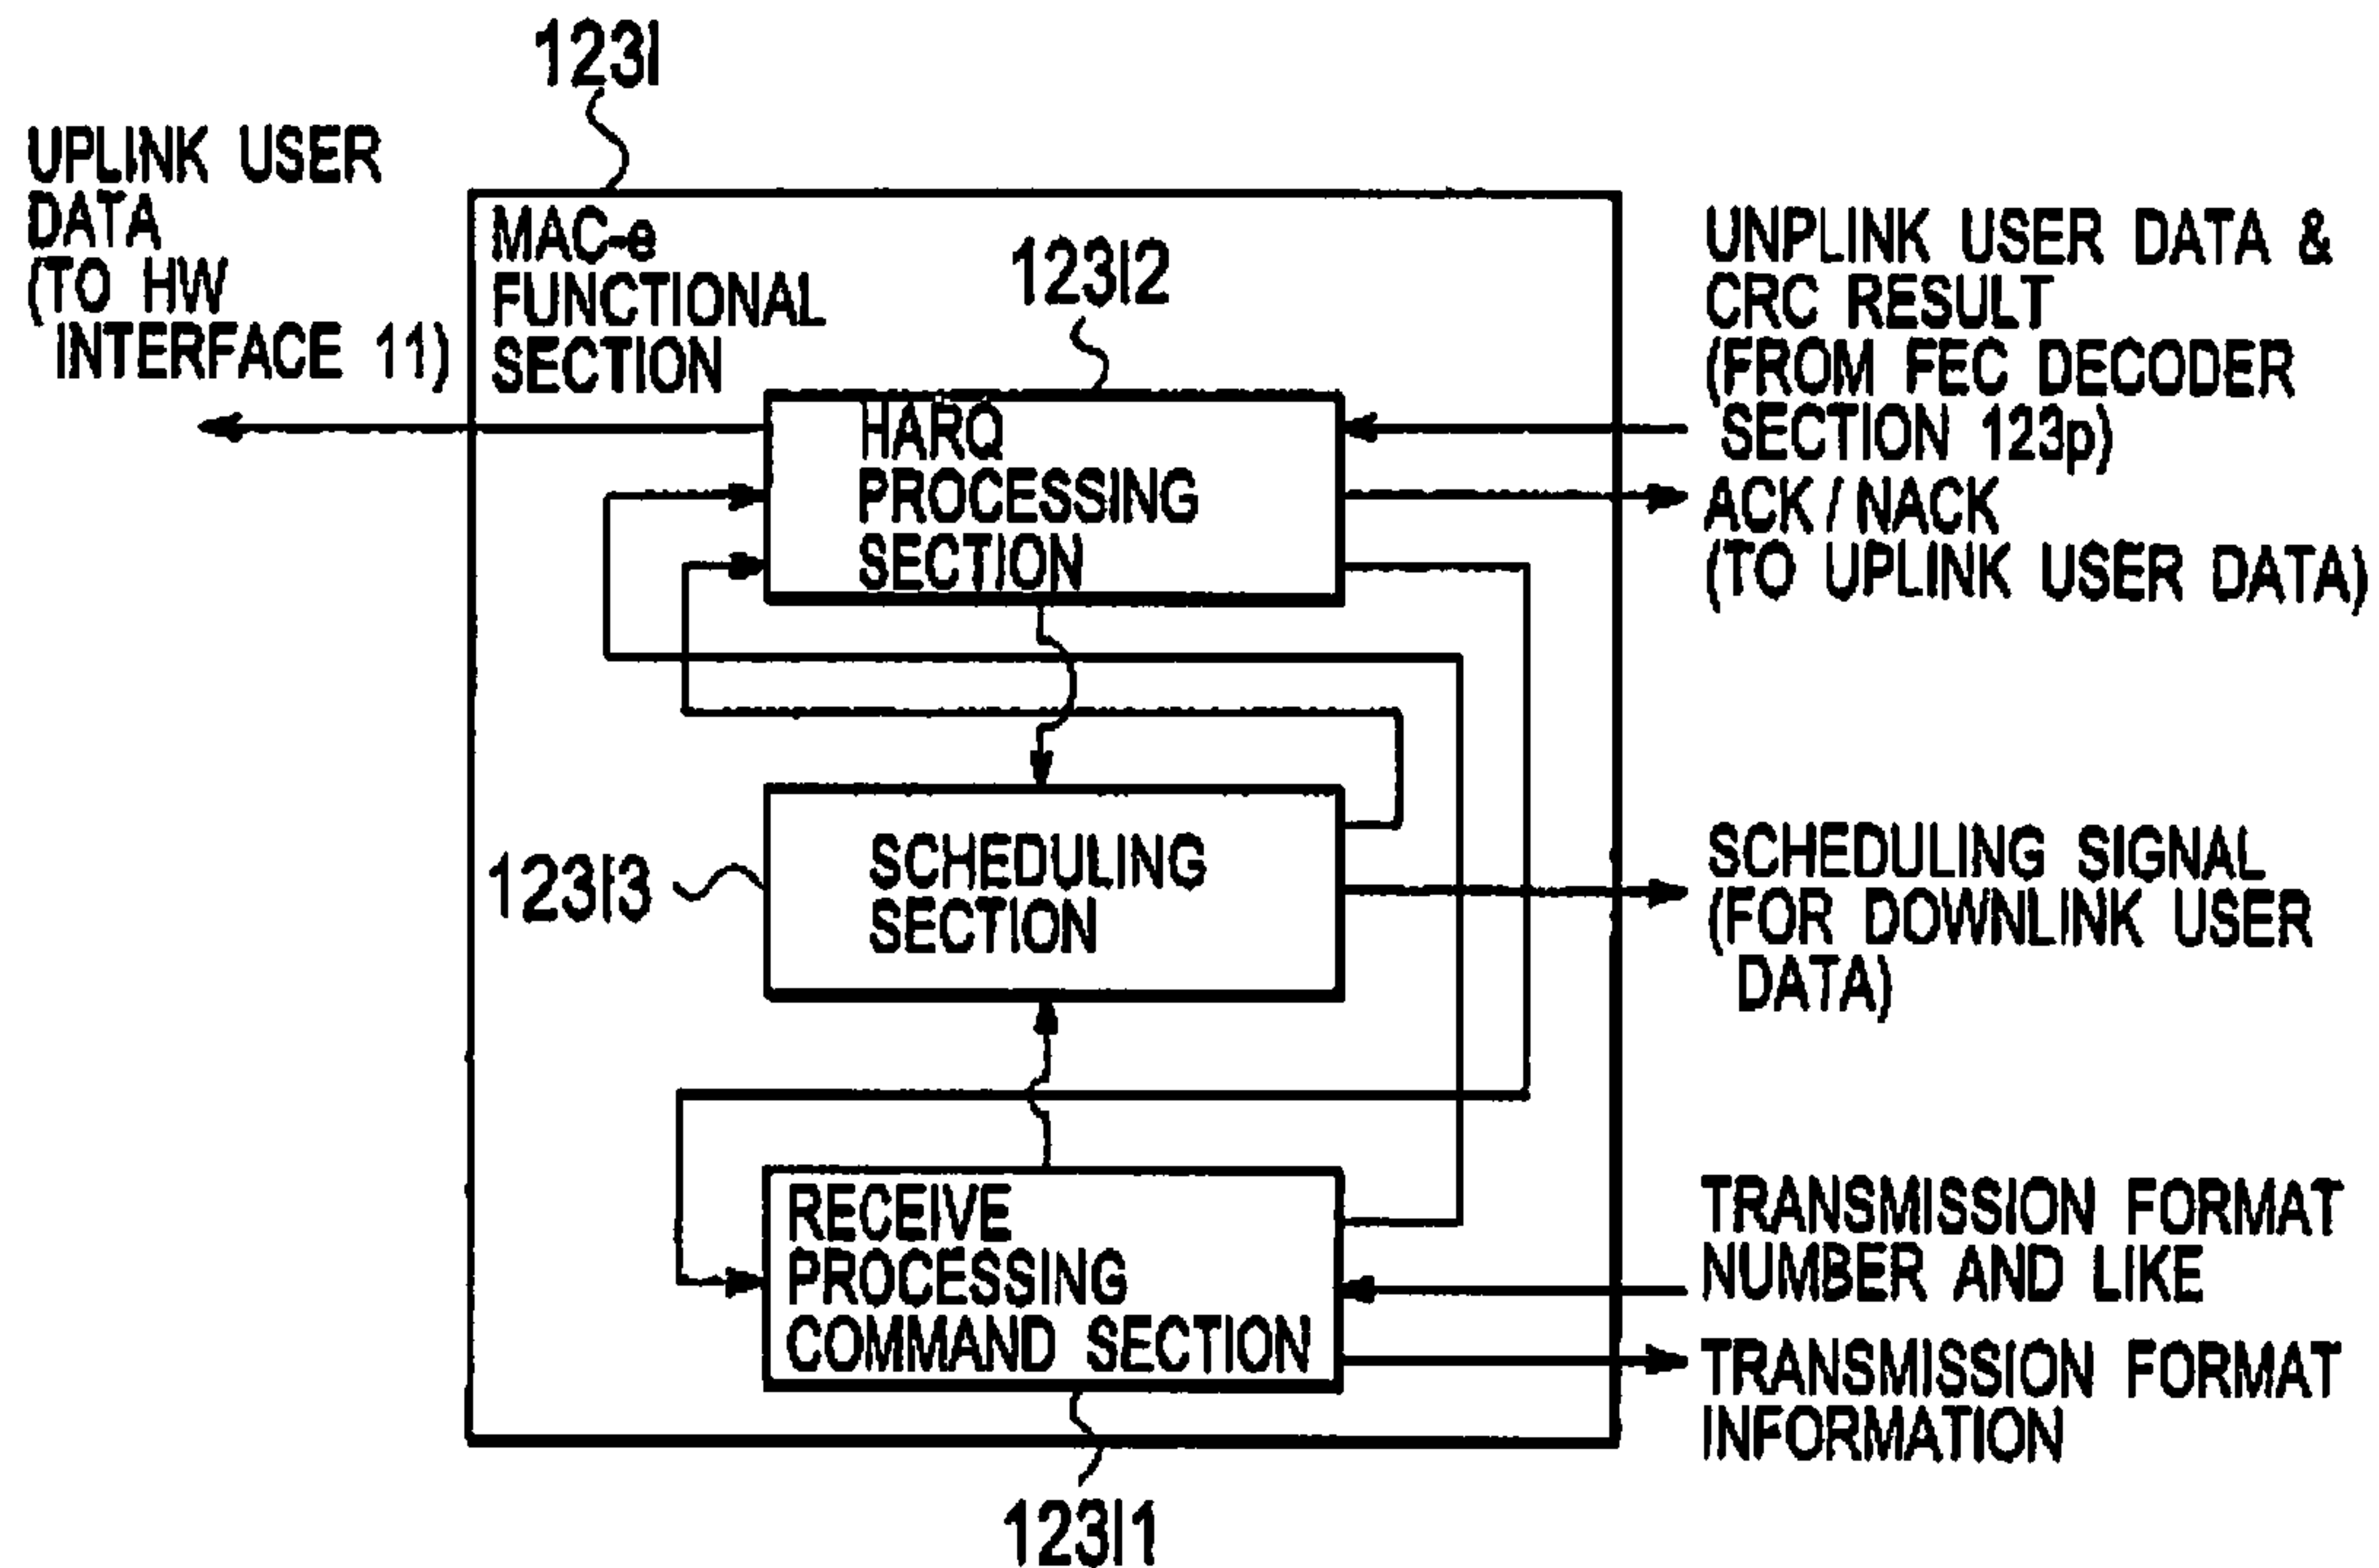 123l
UPLINK USER
DATA
(TO HW
INTERFACE 11)
MAC-e
FUNCTIONAL
SECTION
123l2
UNPLINK USER DATA &
CRC RESULT
(FROM FEC DECODER
SECTION 123p)
HARQ
PROCESSING
SECTION
ACK / NACK
(TO UPLINK USER DATA)
123l3
SCHEDULING
SECTION
SCHEDULING SIGNAL
(FOR DOWNLINK USER
DATA)
RECEIVE
PROCESSING
COMMAND SECTION
TRANSMISSION FORMAT
NUMBER AND LIKE
TRANSMISSION FORMAT
INFORMATION
123l1